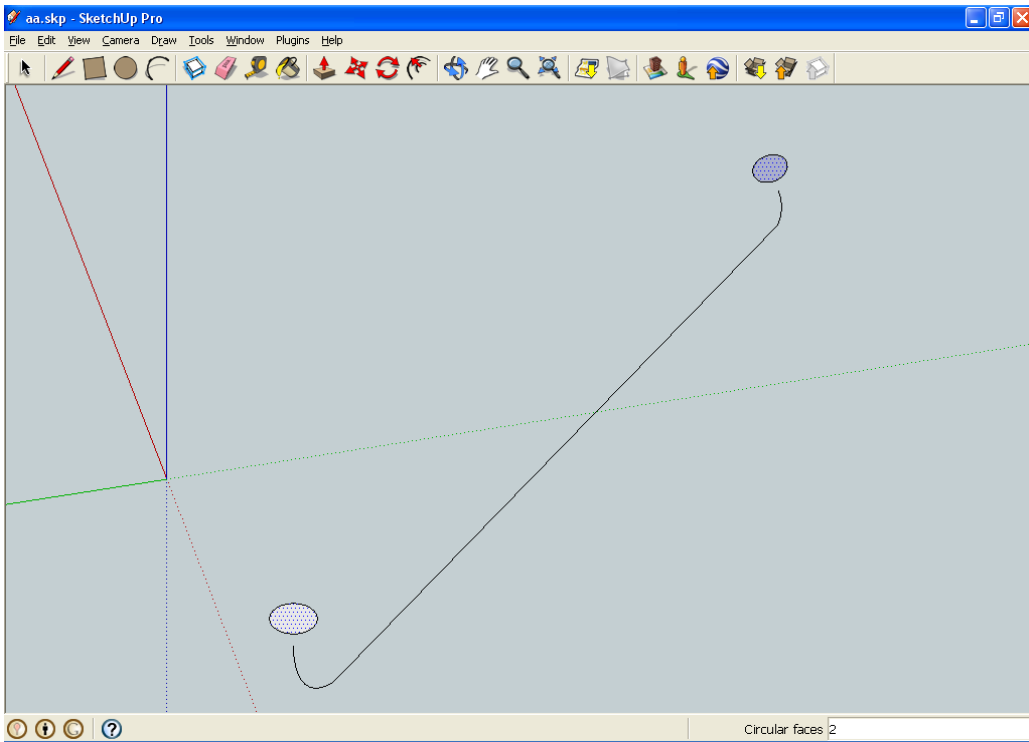 aa.skp - SketchUp Pro
File Edit View Camera Draw Tools Window Plugins Help
Circular faces 2